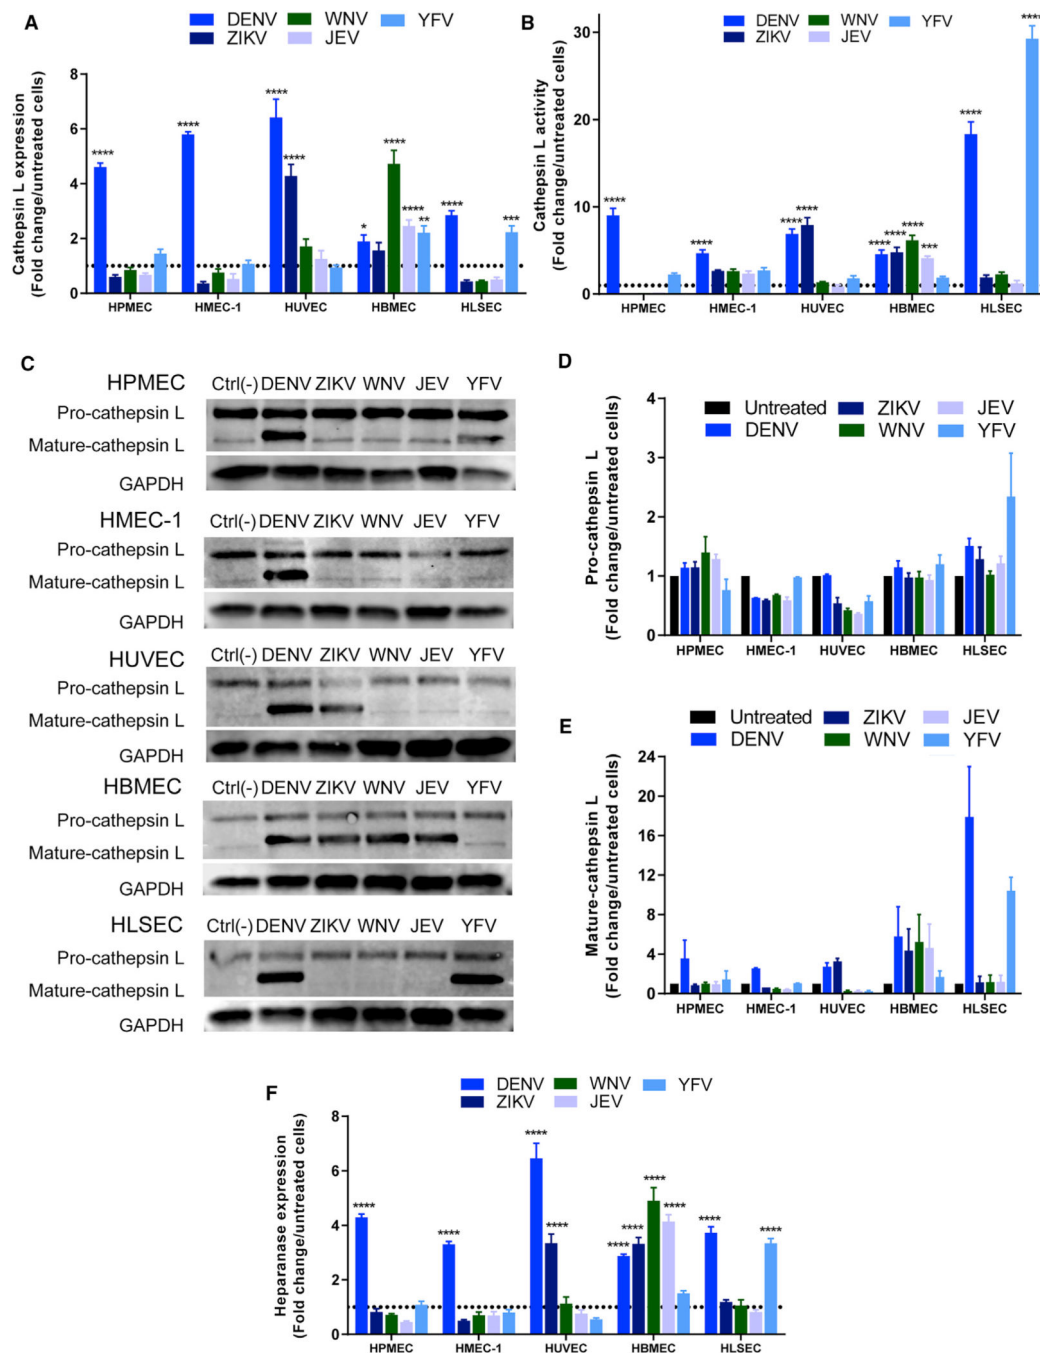 A
DENV WNV YFV
ZIKV JEV
Cathepsin L expression
(Fold change/untreated cells)
8
6
4
2
0
**** **** **** **** * **** **** ** **** ***
HPMEC HMEC-1 HUVEC HBMEC HLSEC
B
DENV WNV YFV
ZIKV JEV
Cathepsin L activity
(Fold change/untreated cells)
30
20
10
0
**** **** **** **** **** **** **** *** **** ****
HPMEC HMEC-1 HUVEC HBMEC HLSEC
C
HPMEC Ctrl(-) DENV ZIKV WNV JEV YFV
Pro-cathepsin L
Mature-cathepsin L
GAPDH
HMEC-1 Ctrl(-) DENV ZIKV WNV JEV YFV
Pro-cathepsin L
Mature-cathepsin L
GAPDH
HUVEC Ctrl(-) DENV ZIKV WNV JEV YFV
Pro-cathepsin L
Mature-cathepsin L
GAPDH
HBMEC Ctrl(-) DENV ZIKV WNV JEV YFV
Pro-cathepsin L
Mature-cathepsin L
GAPDH
HLSEC Ctrl(-) DENV ZIKV WNV JEV YFV
Pro-cathepsin L
Mature-cathepsin L
GAPDH
D
Untreated ZIKV JEV
DENV WNV YFV
Pro-cathepsin L
(Fold change/untreated cells)
4
3
2
1
0
HPMEC HMEC-1 HUVEC HBMEC HLSEC
E
Untreated ZIKV JEV
DENV WNV YFV
Mature-cathepsin L
(Fold change/untreated cells)
24
20
16
12
8
4
0
HPMEC HMEC-1 HUVEC HBMEC HLSEC
F
DENV WNV YFV
ZIKV JEV
Heparanase expression
(Fold change/untreated cells)
8
6
4
2
0
**** **** **** **** **** **** **** **** **** ****
HPMEC HMEC-1 HUVEC HBMEC HLSEC